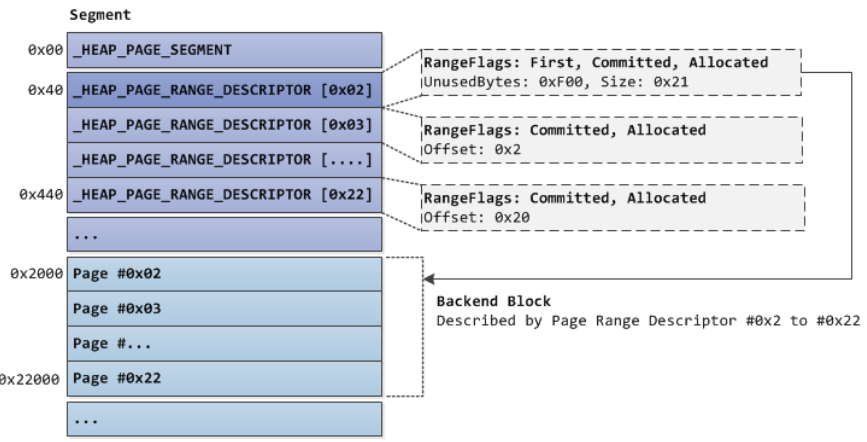 Segment
0x00 _HEAP_PAGE_SEGMENT
0x40 _HEAP_PAGE_RANGE_DESCRIPTOR [0x02]
_HEAP_PAGE_RANGE_DESCRIPTOR [0x03]
_HEAP_PAGE_RANGE_DESCRIPTOR [....]
0x440 _HEAP_PAGE_RANGE_DESCRIPTOR [0x22]
...
0x2000 Page #0x02
Page #0x03
Page #...
0x22000 Page #0x22
...
RangeFlags: First, Committed, Allocated
UnusedBytes: 0xF00, Size: 0x21
RangeFlags: Committed, Allocated
Offset: 0x2
RangeFlags: Committed, Allocated
Offset: 0x20
Backend Block
Described by Page Range Descriptor #0x2 to #0x22